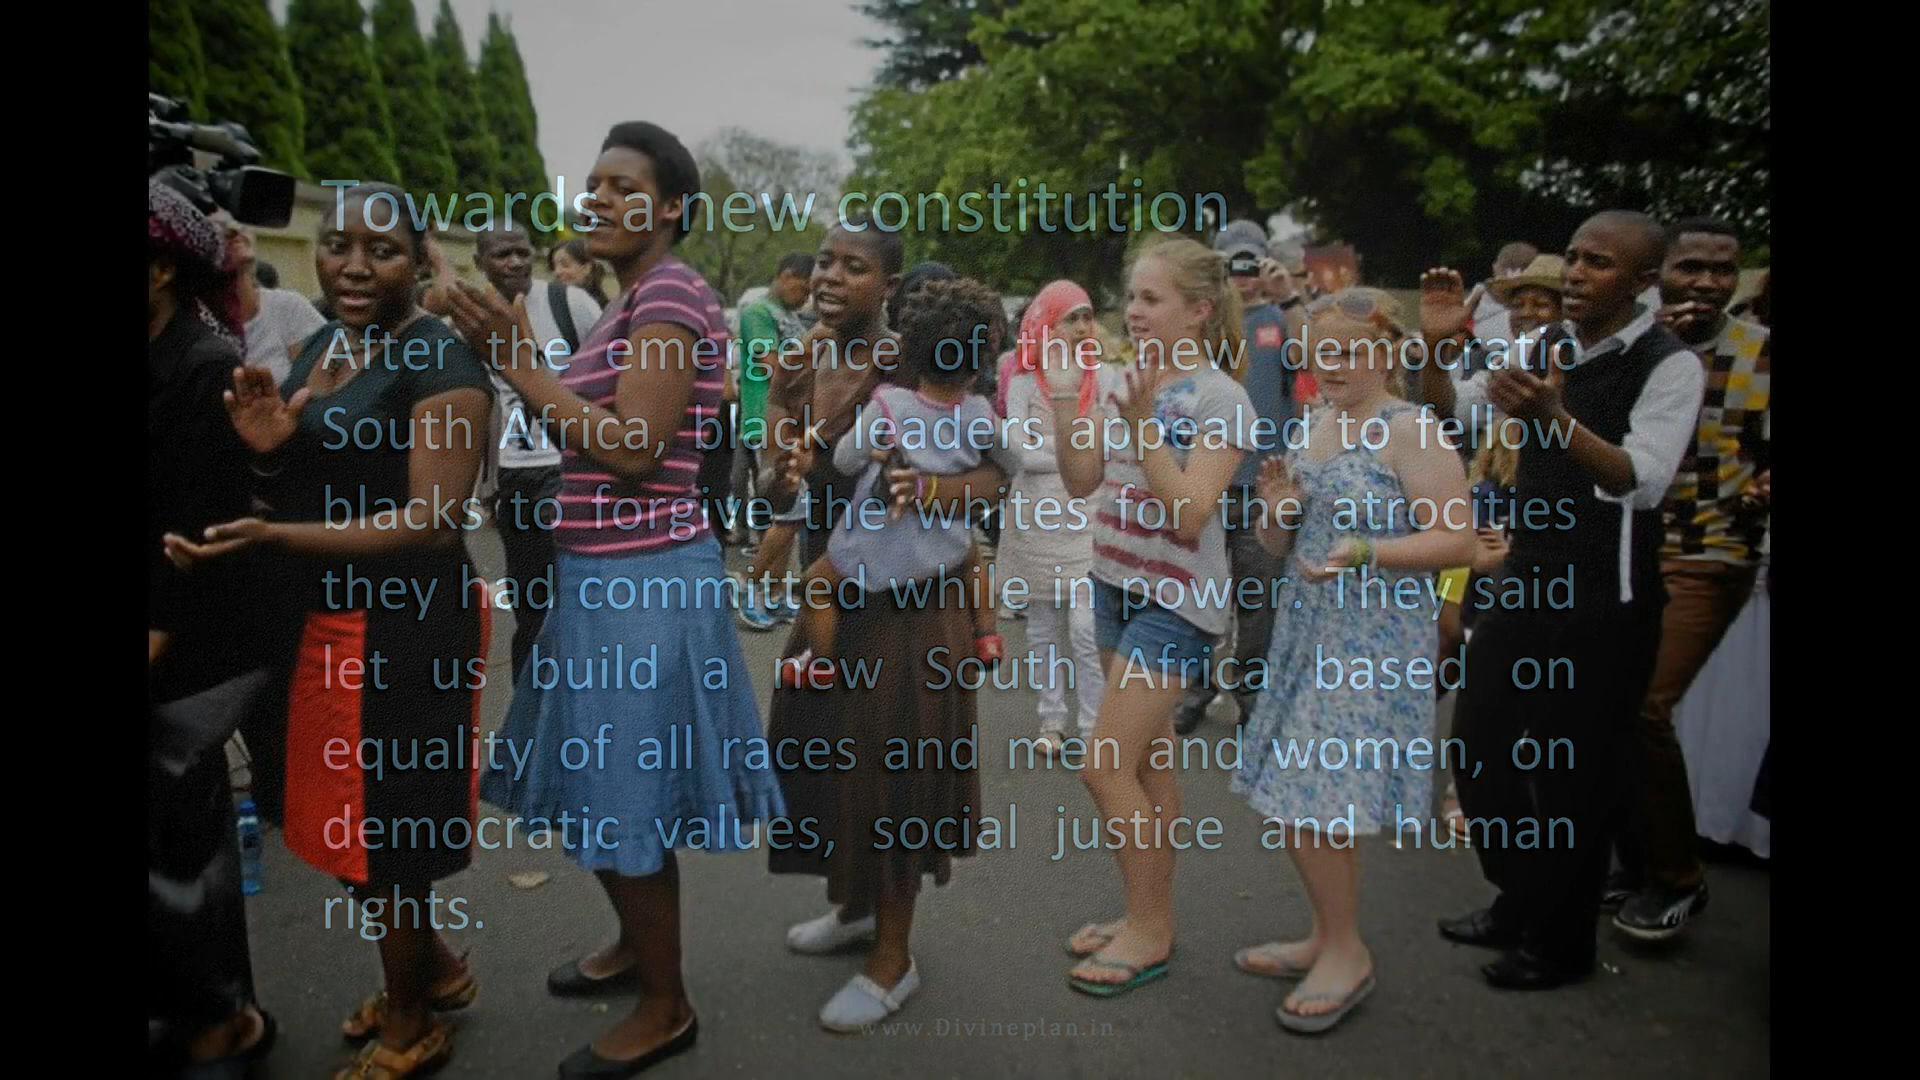 Towards a new constitution
After the emergence of the new democratic
South Africa, black leaders appealed to fellow
blacks to forgive the whites for the atrocities
they had committed while in power. They said
let us build a new South Africa based on
equality of all races and men and women, on
democratic values, social justice and human
rights.
www.Divineplan.in